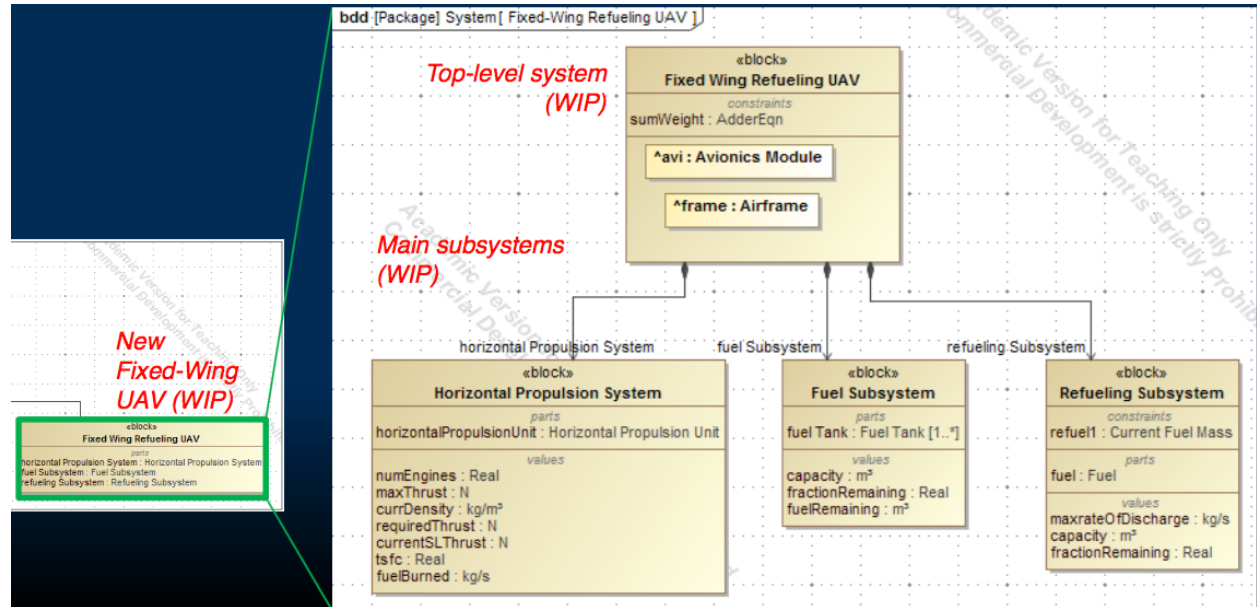 bdd [Package] System[ Fixed-Wing Refueling UAV ]
Top-level system
(WIP)
«block»
Fixed Wing Refueling UAV
constraints
sumWeight : AdderEqn
^avi : Avionics Module
^frame : Airframe
Academic Version for Teaching Only
Commercial Development is strictly Prohib
Main subsystems
(WIP)
horizontal Propulsion System
fuel Subsystem
refueling Subsystem
«block»
Horizontal Propulsion System
parts
horizontalPropulsionUnit : Horizontal Propulsion Unit
values
numEngines : Real
maxThrust : N
currDensity : kg/m³
requiredThrust : N
currentSLThrust : N
tsfc : Real
fuelBurned : kg/s
«block»
Fuel Subsystem
parts
fuel Tank : Fuel Tank [1..*]
values
capacity : m³
fractionRemaining : Real
fuelRemaining : m³
«block»
Refueling Subsystem
constraints
refuel1 : Current Fuel Mass
parts
fuel : Fuel
values
maxrateOfDischarge : kg/s
capacity : m³
fractionRemaining : Real
New
Fixed-Wing
UAV (WIP)
«block»
Fixed Wing Refueling UAV
parts
horizontal Propulsion System : Horizontal Propulsion System
fuel Subsystem : Fuel Subsystem
refueling Subsystem : Refueling Subsystem